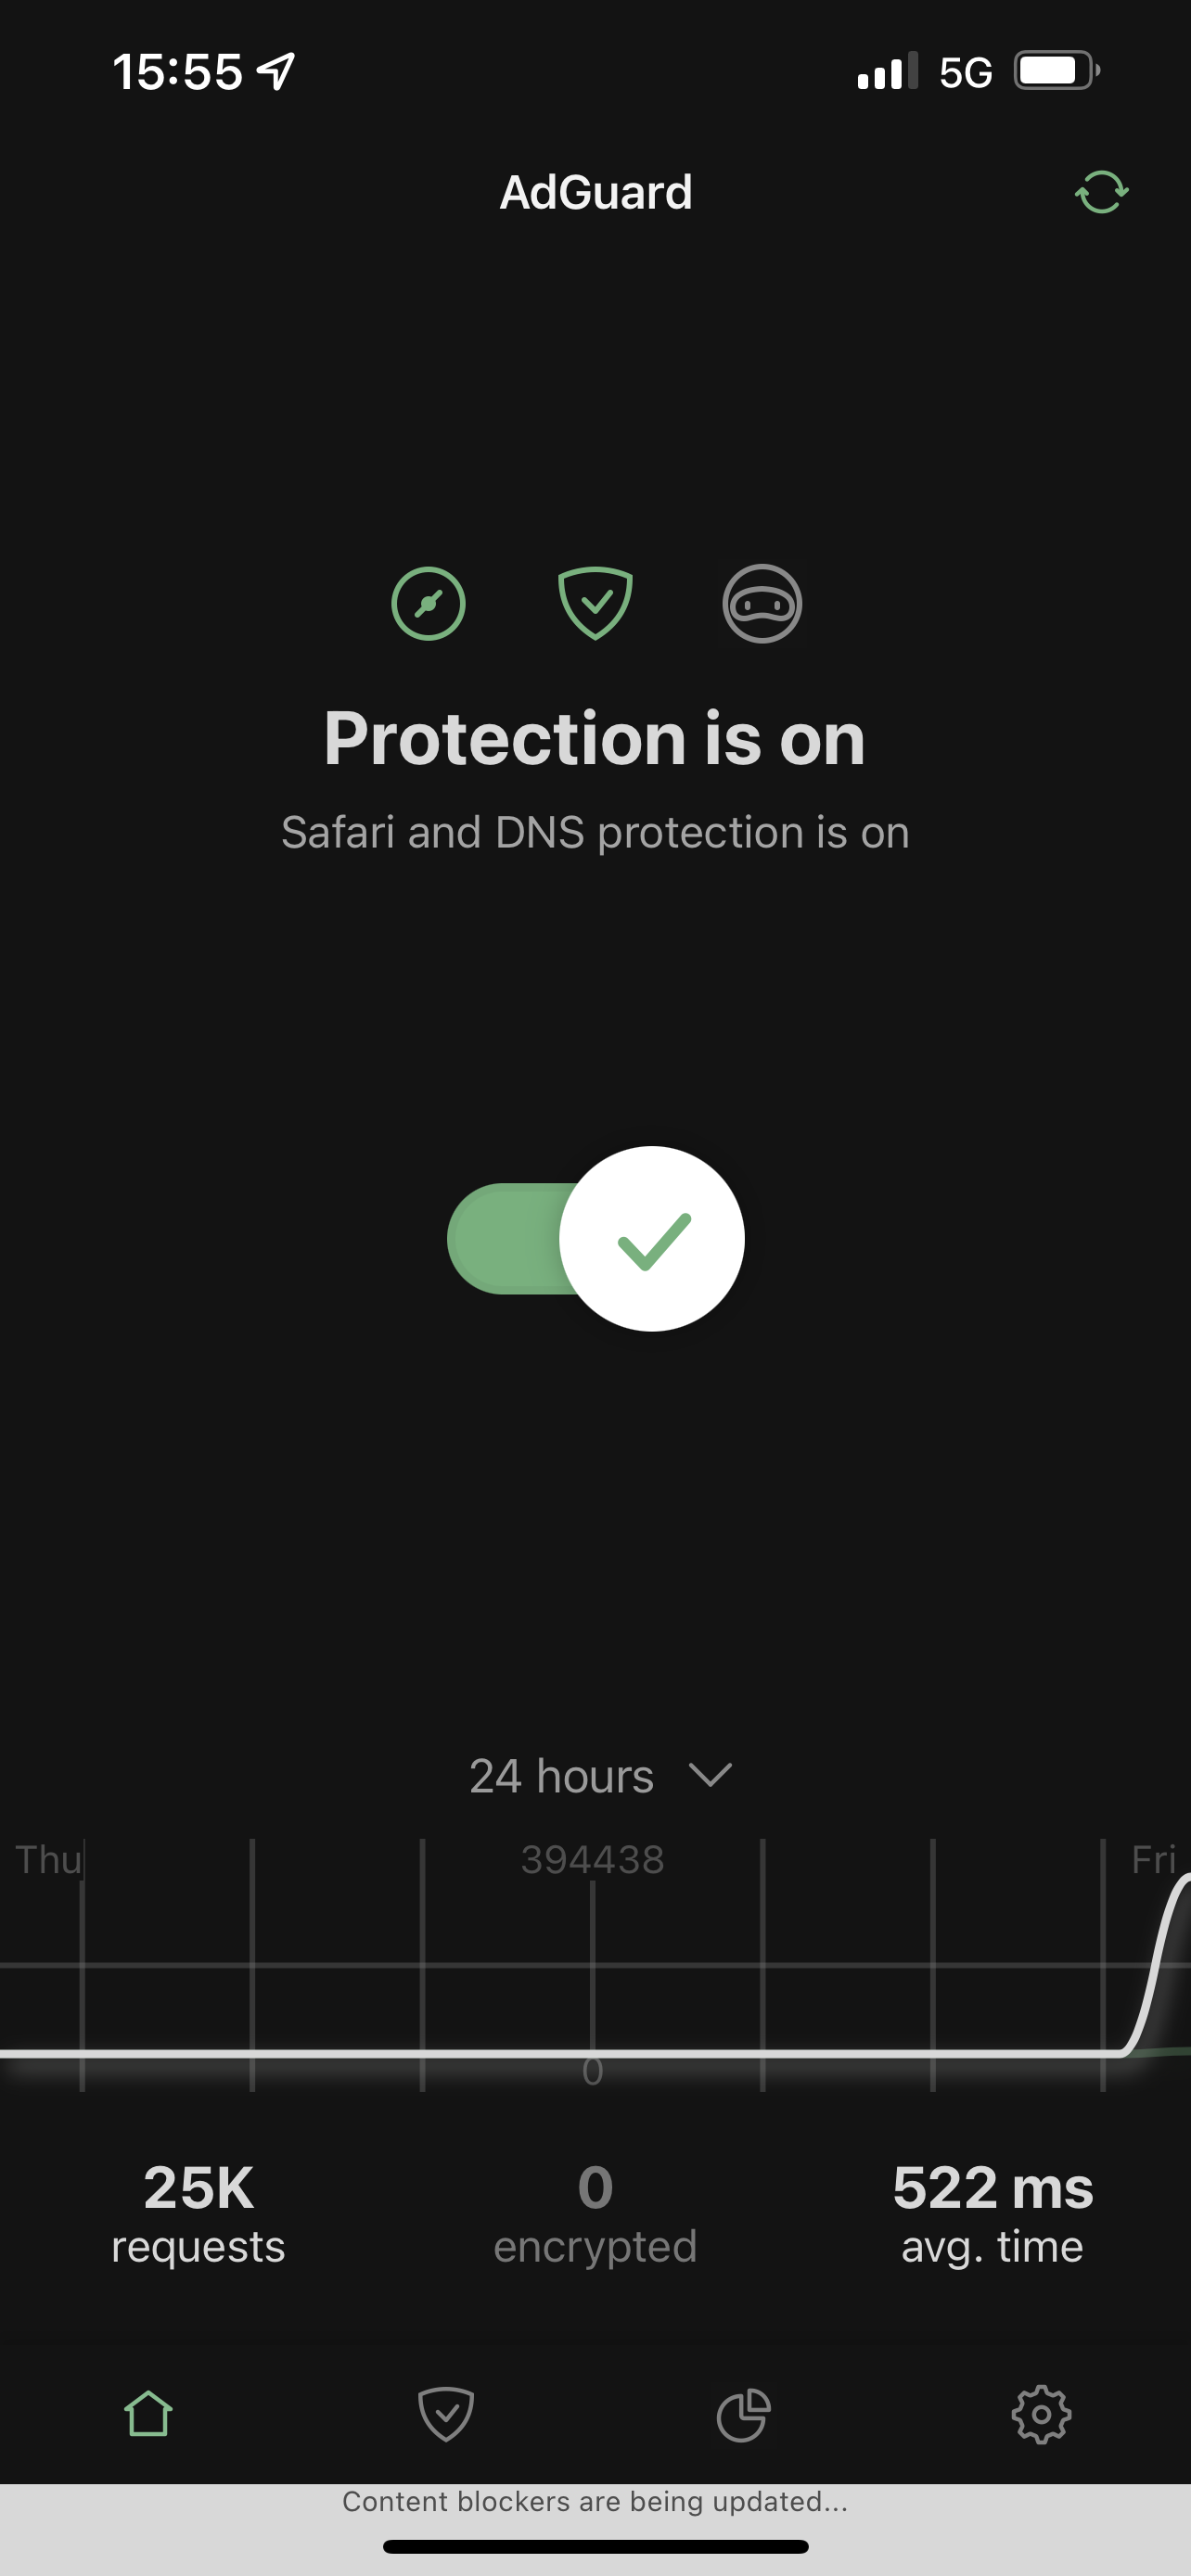 15:55 5G
AdGuard
Protection is on
Safari and DNS protection is on
24 hours
Thu 394438 Fri
0
25K 0 522 ms
requests encrypted avg. time
Content blockers are being updated...